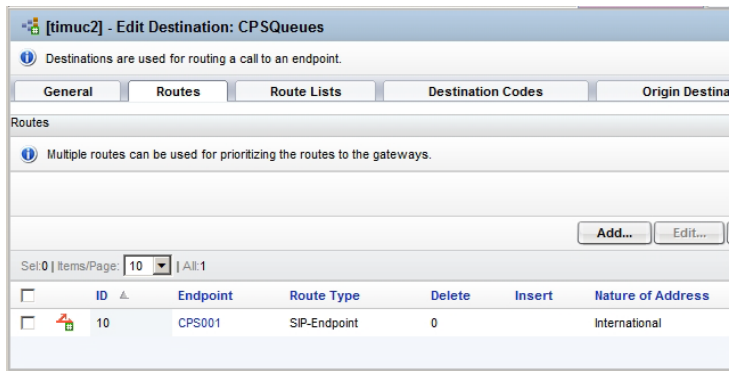 [timuc2] - Edit Destination: CPSQueues
Destinations are used for routing a call to an endpoint.
General Routes Route Lists Destination Codes Origin Destina
Routes
Multiple routes can be used for prioritizing the routes to the gateways.
Add... Edit...
Sel:0 | Items/Page: 10 | All:1
ID Endpoint Route Type Delete Insert Nature of Address
10 CPS001 SIP-Endpoint 0 International